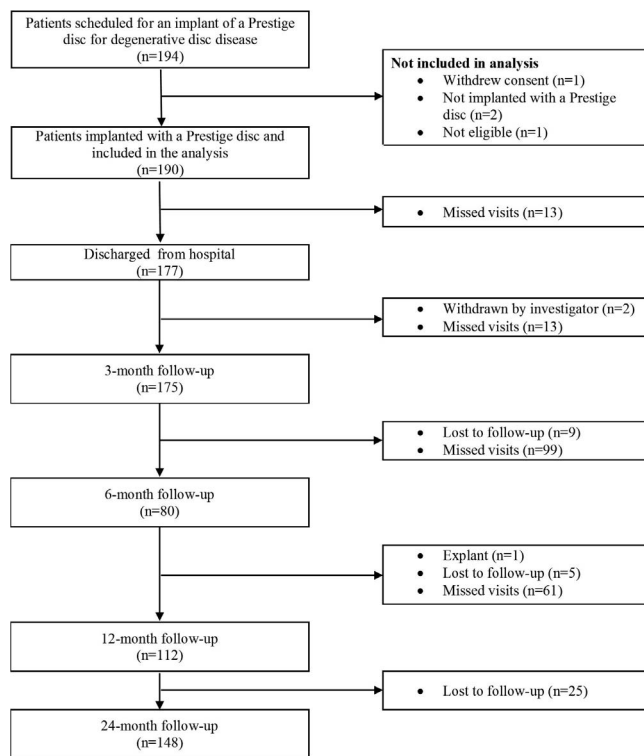 Patients scheduled for an implant of a Prestige
disc for degenerative disc disease
(n=194)
Not included in analysis
• Withdrew consent (n=1)
• Not implanted with a Prestige
disc (n=2)
• Not eligible (n=1)
Patients implanted with a Prestige disc and
included in the analysis
(n=190)
• Missed visits (n=13)
Discharged from hospital
(n=177)
• Withdrawn by investigator (n=2)
• Missed visits (n=13)
3-month follow-up
(n=175)
• Lost to follow-up (n=9)
• Missed visits (n=99)
6-month follow-up
(n=80)
• Explant (n=1)
• Lost to follow-up (n=5)
• Missed visits (n=61)
12-month follow-up
(n=112)
• Lost to follow-up (n=25)
24-month follow-up
(n=148)